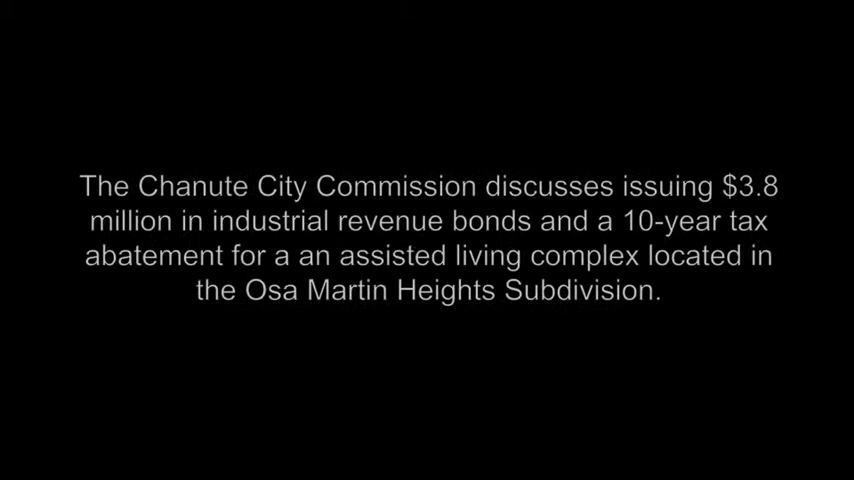 The Chanute City Commission discusses issuing $3.8
million in industrial revenue bonds and a 10-year tax
abatement for a an assisted living complex located in
the Osa Martin Heights Subdivision.